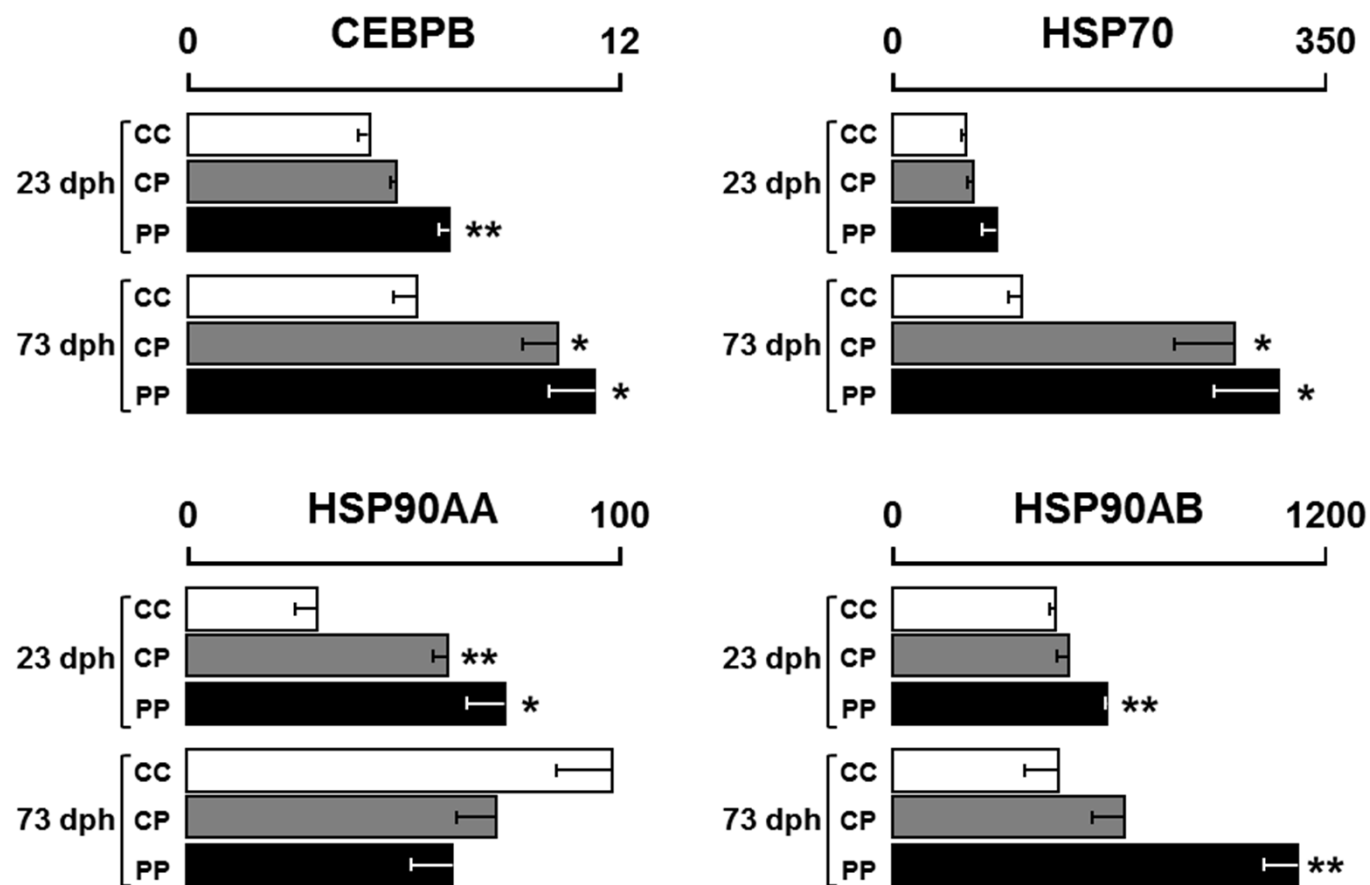 0 CEBPB 12
CC
23 dph CP
PP **
CC
73 dph CP *
PP *
0 HSP70 350
CC
23 dph CP
PP
CC
73 dph CP *
PP *
0 HSP90AA 100
CC
23 dph CP **
PP *
CC
73 dph CP
PP
0 HSP90AB 1200
CC
23 dph CP
PP **
CC
73 dph CP
PP **